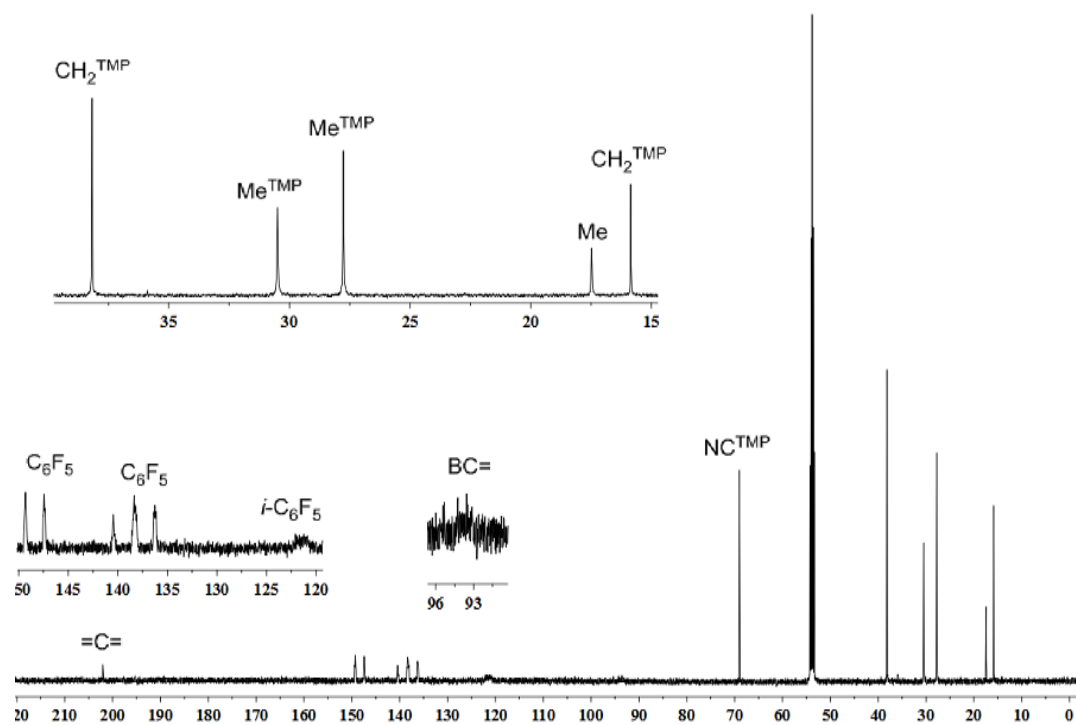 CH₂ᵀᴹᴾ
Meᵀᴹᴾ
Meᵀᴹᴾ
Me
CH₂ᵀᴹᴾ
35 30 25 20 15
C₆F₅
C₆F₅
i-C₆F₅
BC=
NCᵀᴹᴾ
50 145 140 135 130 125 120
96 93
=C=
20 210 200 190 180 170 160 150 140 130 120 110 100 90 80 70 60 50 40 30 20 10 0